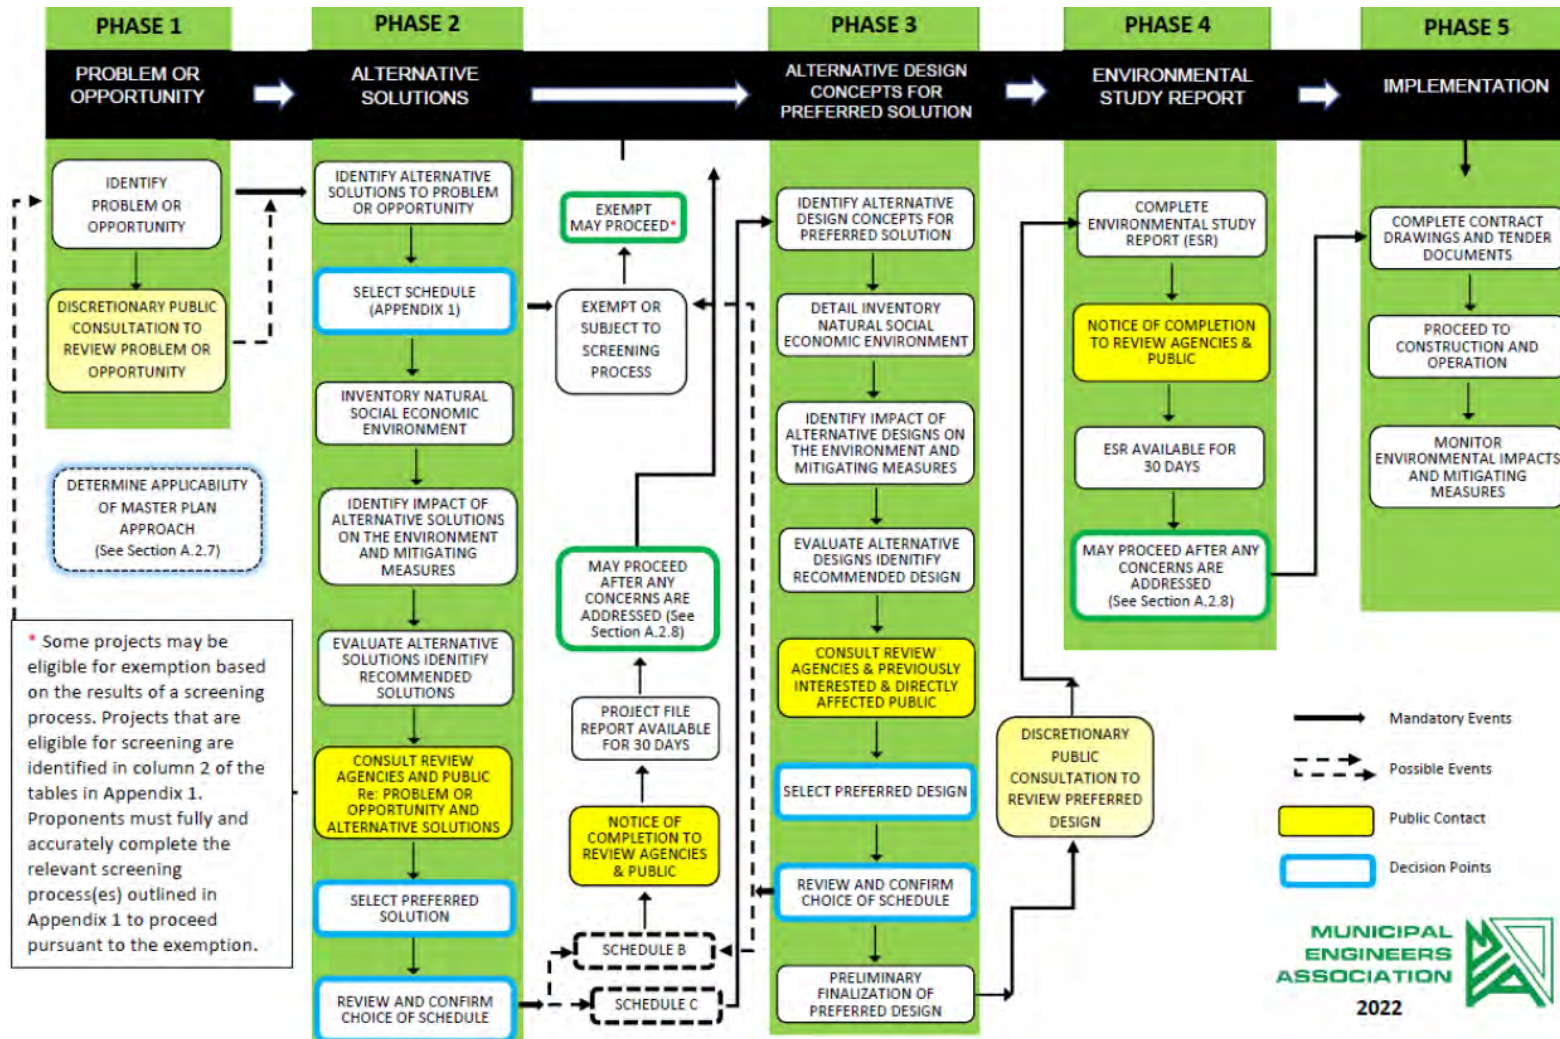 PHASE 1
PROBLEM OR
OPPORTUNITY
IDENTIFY
PROBLEM OR
OPPORTUNITY
DISCRETIONARY PUBLIC
CONSULTATION TO
REVIEW PROBLEM OR
OPPORTUNITY
DETERMINE APPLICABILITY
OF MASTER PLAN
APPROACH
(See Section A.2.7)
* Some projects may be
eligible for exemption based
on the results of a screening
process. Projects that are
eligible for screening are
identified in column 2 of the
tables in Appendix 1.
Proponents must fully and
accurately complete the
relevant screening
process(es) outlined in
Appendix 1 to proceed
pursuant to the exemption.
PHASE 2
ALTERNATIVE
SOLUTIONS
IDENTIFY ALTERNATIVE
SOLUTIONS TO PROBLEM
OR OPPORTUNITY
SELECT SCHEDULE
(APPENDIX 1)
INVENTORY NATURAL
SOCIAL ECONOMIC
ENVIRONMENT
IDENTIFY IMPACT OF
ALTERNATIVE SOLUTIONS
ON THE ENVIRONMENT
AND MITIGATING
MEASURES
EVALUATE ALTERNATIVE
SOLUTIONS IDENITIFY
RECOMMENDED
SOLUTIONS
CONSULT REVIEW
AGENCIES AND PUBLIC
Re: PROBLEM OR
OPPORTUNITY AND
ALTERNATIVE SOLUTIONS
SELECT PREFERRED
SOLUTION
REVIEW AND CONFIRM
CHOICE OF SCHEDULE
EXEMPT
MAY PROCEED*
EXEMPT OR
SUBJECT TO
SCREENING
PROCESS
MAY PROCEED
AFTER ANY
CONCERNS ARE
ADDRESSED (See
Section A.2.8)
PROJECT FILE
REPORT AVAILABLE
FOR 30 DAYS
NOTICE OF
COMPLETION TO
REVIEW AGENCIES
& PUBLIC
SCHEDULE B
SCHEDULE C
PHASE 3
ALTERNATIVE DESIGN
CONCEPTS FOR
PREFERRED SOLUTION
IDENTIFY ALTERNATIVE
DESIGN CONCEPTS FOR
PREFERRED SOLUTION
DETAIL INVENTORY
NATURAL SOCIAL
ECONOMIC ENVIRONMENT
IDENTIFY IMPACT OF
ALTERNATIVE DESIGNS ON
THE ENVIRONMENT AND
MITIGATING MEASURES
EVALUATE ALTERNATIVE
DESIGNS IDEINTIFY
RECOMMENDED DESIGN
CONSULT REVIEW
AGENCIES & PREVIOUSLY
INTERESTED & DIRECTLY
AFFECTED PUBLIC
SELECT PREFERRED DESIGN
REVIEW AND CONFIRM
CHOICE OF SCHEDULE
PRELIMINARY
FINALIZATION OF
PREFERRED DESIGN
DISCRETIONARY
PUBLIC
CONSULTATION TO
REVIEW PREFERRED
DESIGN
PHASE 4
ENVIRONMENTAL
STUDY REPORT
COMPLETE
ENVIRONMENTAL STUDY
REPORT (ESR)
NOTICE OF COMPLETION
TO REVIEW AGENCIES &
PUBLIC
ESR AVAILABLE FOR
30 DAYS
MAY PROCEED AFTER ANY
CONCERNS ARE
ADDRESSED
(See Section A.2.8)
PHASE 5
IMPLEMENTATION
COMPLETE CONTRACT
DRAWINGS AND TENDER
DOCUMENTS
PROCEED TO
CONSTRUCTION AND
OPERATION
MONITOR
ENVIRONMENTAL IMPACTS
AND MITIGATING
MEASURES
Mandatory Events
Possible Events
Public Contact
Decision Points
MUNICIPAL
ENGINEERS
ASSOCIATION
2022